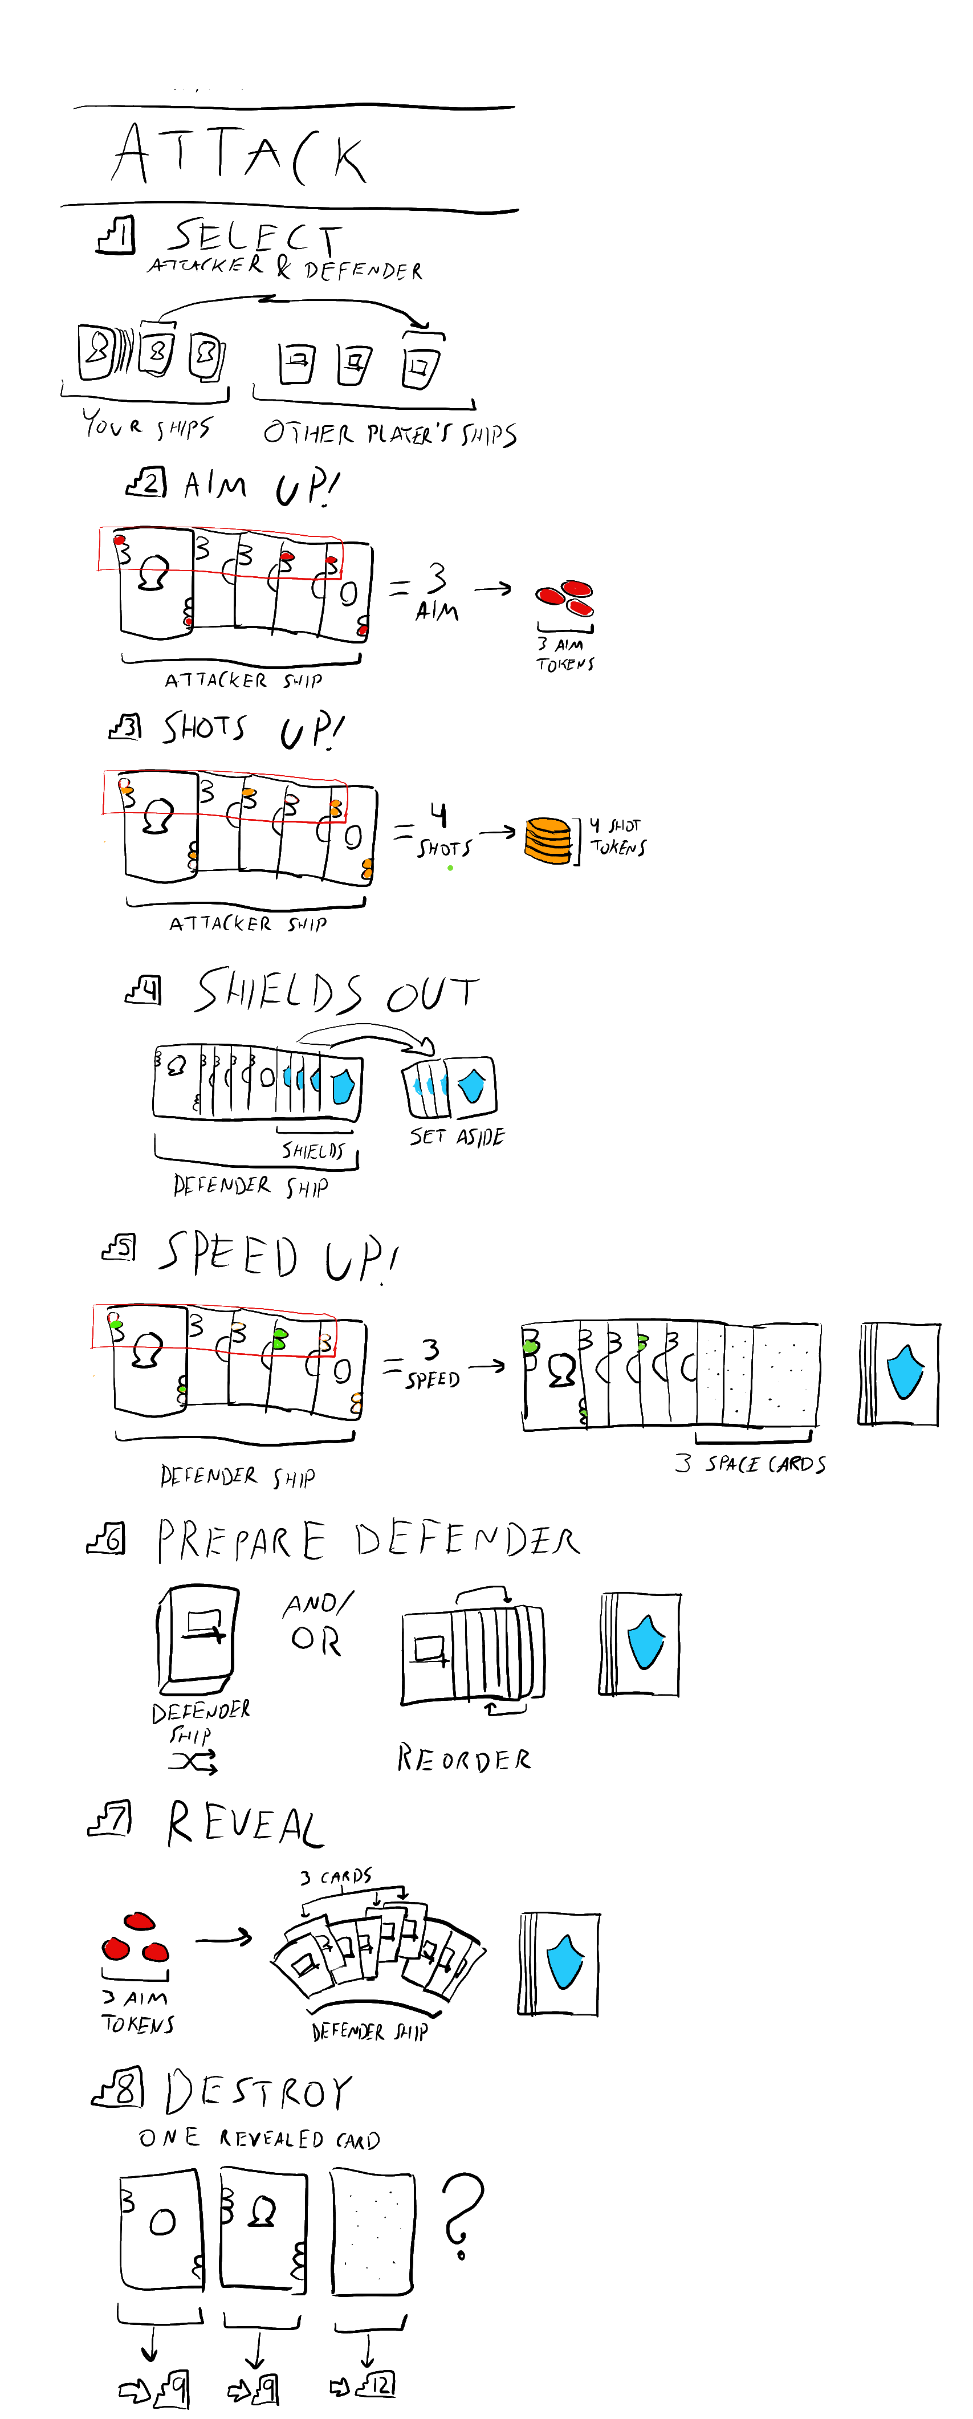 ATTACK
1 SELECT
ATTACKER & DEFENDER
YOUR SHIPS
OTHER PLAYER'S SHIPS
2 AIM UP!
= 3
AIM
3 AIM
TOKENS
ATTACKER SHIP
3 SHOTS UP!
= 4
SHOTS
4 SHOT
TOKENS
ATTACKER SHIP
4 SHIELDS OUT
SET ASIDE
SHIELDS
DEFENDER SHIP
5 SPEED UP!
= 3
SPEED
3 SPACE CARDS
DEFENDER SHIP
6 PREPARE DEFENDER
AND/
OR
DEFENDER
SHIP
REORDER
7 REVEAL
3 CARDS
3 AIM
TOKENS
DEFENDER SHIP
8 DESTROY
ONE REVEALED CARD
?
9 9 12